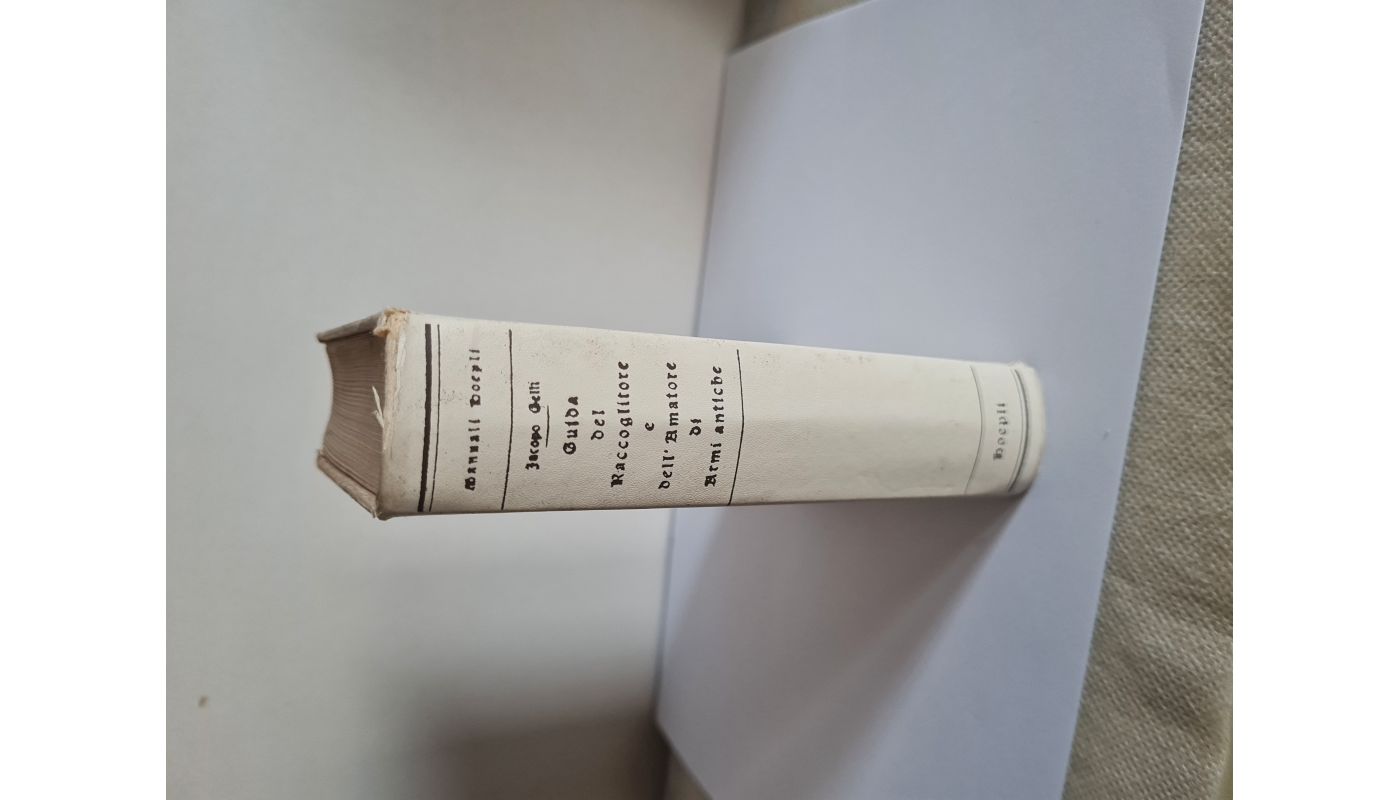 Manuali Hoepli
Jacopo Gelli
Guida
del
Raccoglitore
e
dell'Amatore
di
Armi antiche
Hoepli